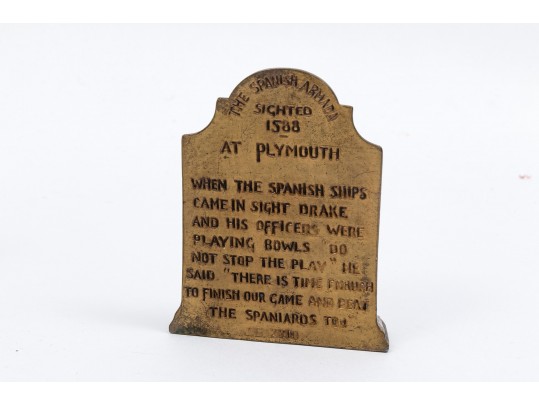 THE SPANISH ARMADA
SIGHTED
1588
AT PLYMOUTH
WHEN THE SPANISH SHIPS
CAME IN SIGHT DRAKE
AND HIS OFFICERS WERE
PLAYING BOWLS "DO
NOT STOP THE PLAY" HE
SAID "THERE IS TIME ENOUGH
TO FINISH OUR GAME AND BEAT
THE SPANIARDS TOO"